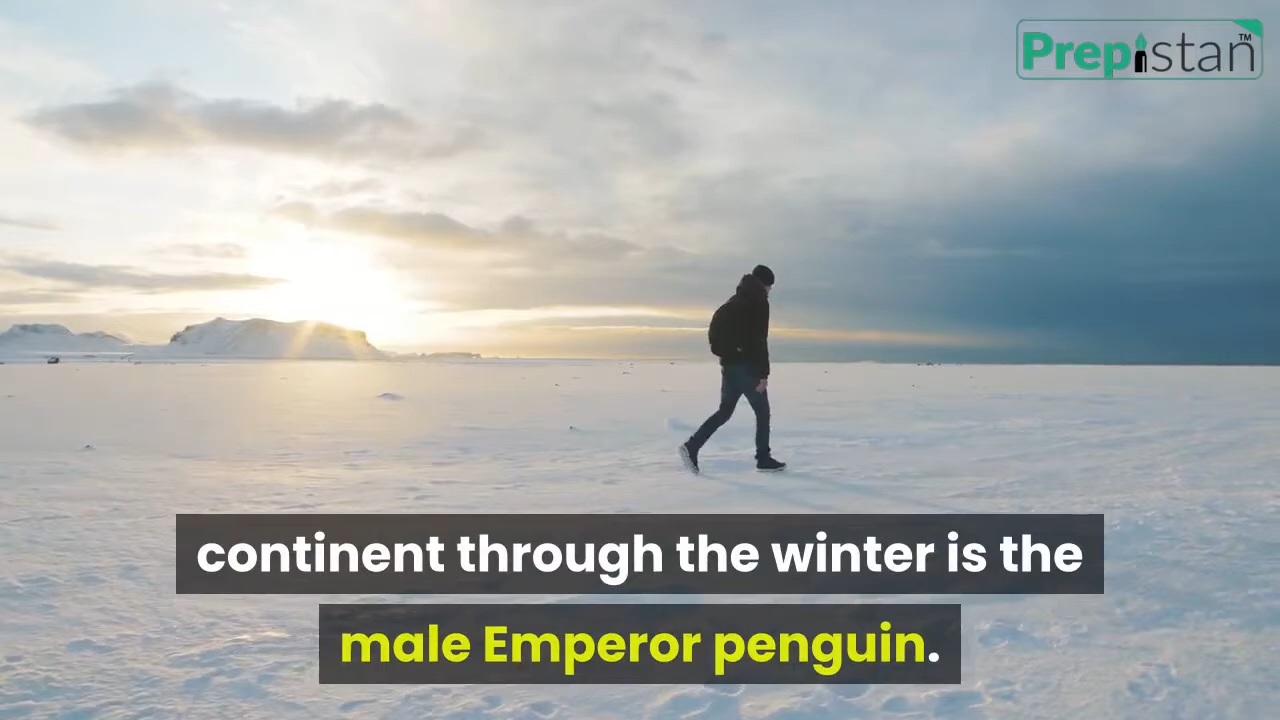 Prepistan™
continent through the winter is the
male Emperor penguin.